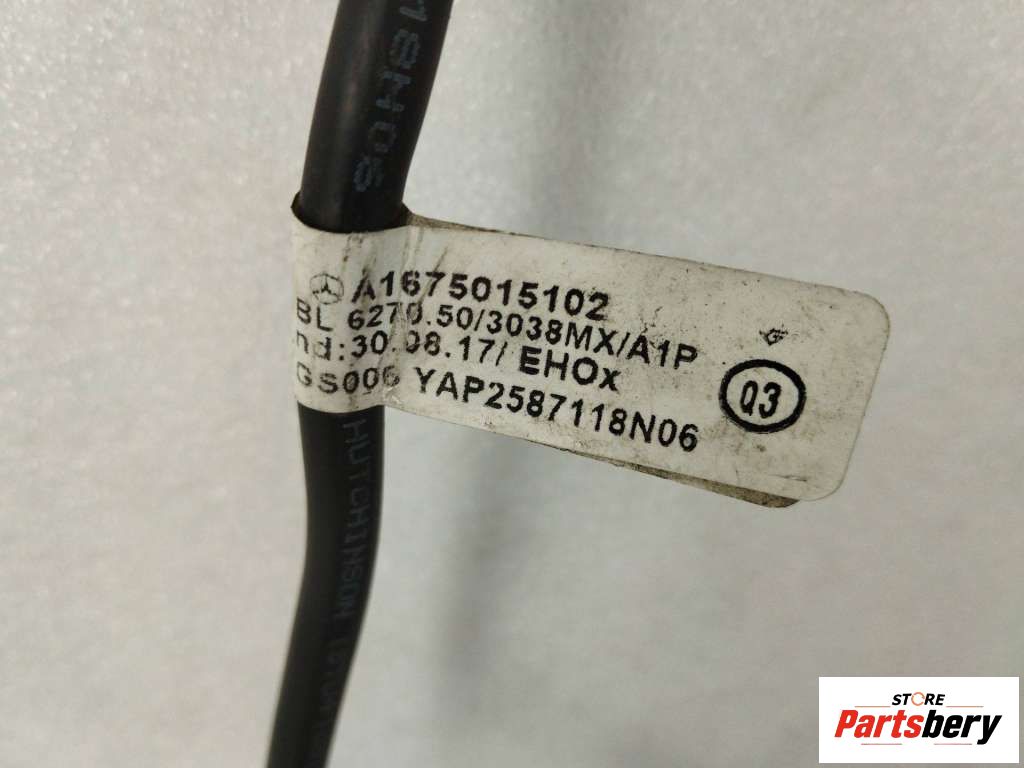 A1675015102
BL 6270.50/3038MX/A1P
nd:30.08.17/ EHOx
GS006 YAP2587118N06
Q3
HUTCHINSON
STORE
Partsbery